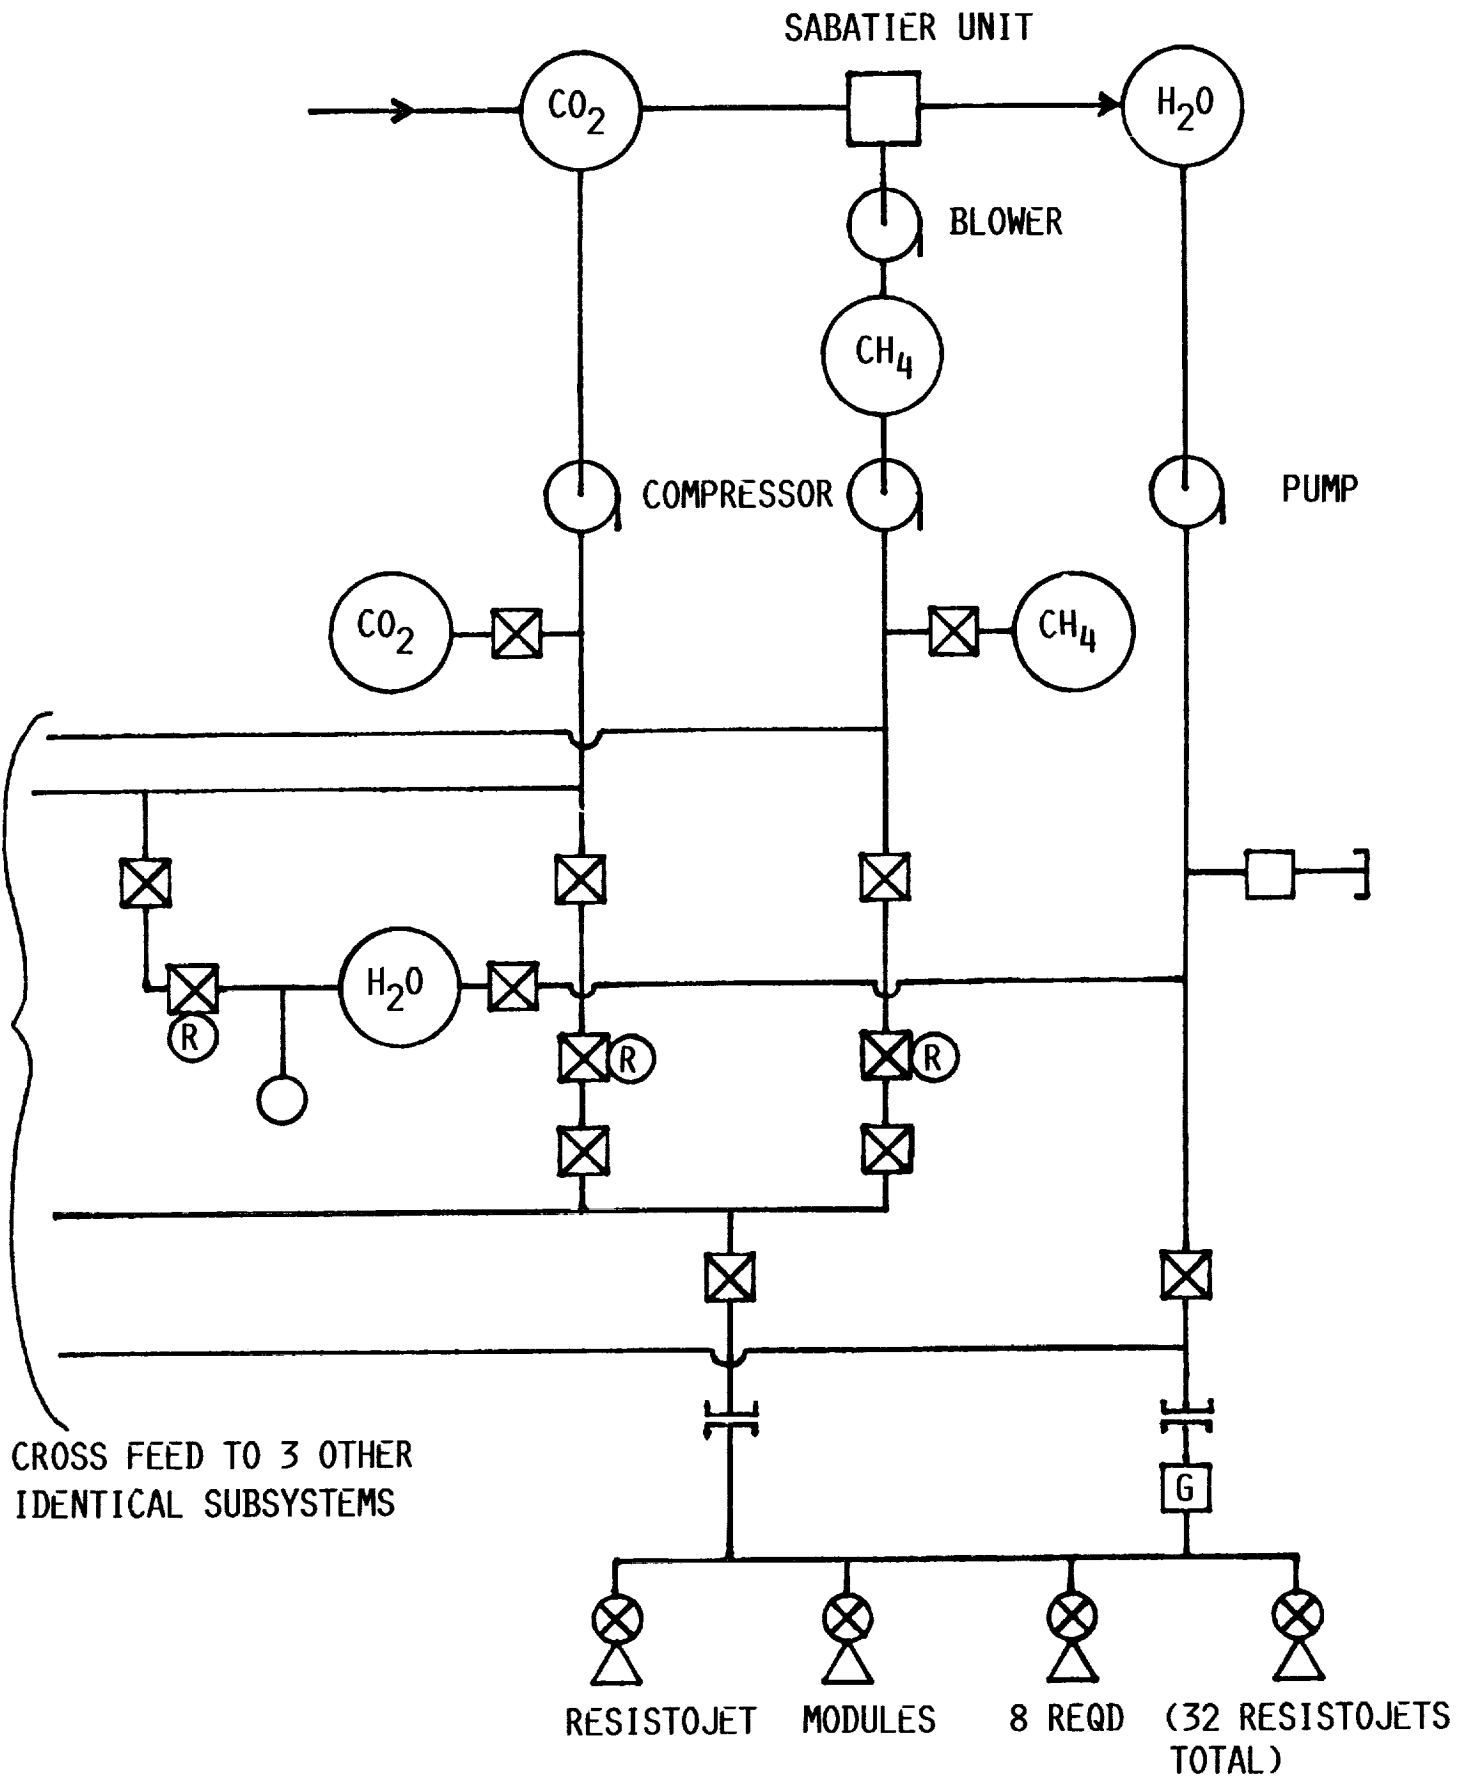 SABATIER UNIT
CO2
H2O
BLOWER
CH4
COMPRESSOR
PUMP
CO2
CH4
H2O
R
R
R
CROSS FEED TO 3 OTHER
IDENTICAL SUBSYSTEMS
G
RESISTOJET MODULES 8 REQD (32 RESISTOJETS
TOTAL)